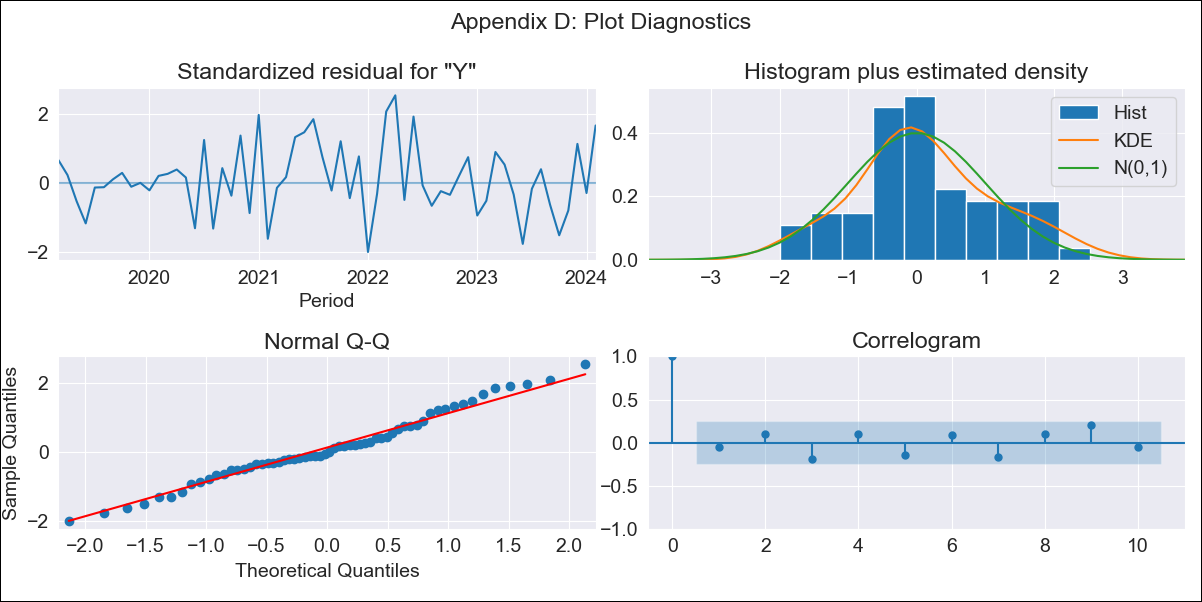 Appendix D: Plot Diagnostics
Standardized residual for "Y"
2
0
−2
2020 2021 2022 2023 2024
Period
Histogram plus estimated density
0.4
0.2
0.0
−3 −2 −1 0 1 2 3
Hist
KDE
N(0,1)
Normal Q-Q
Sample Quantiles
2
0
−2
−2.0 −1.5 −1.0 −0.5 0.0 0.5 1.0 1.5 2.0
Theoretical Quantiles
Correlogram
1.0
0.5
0.0
−0.5
−1.0
0 2 4 6 8 10